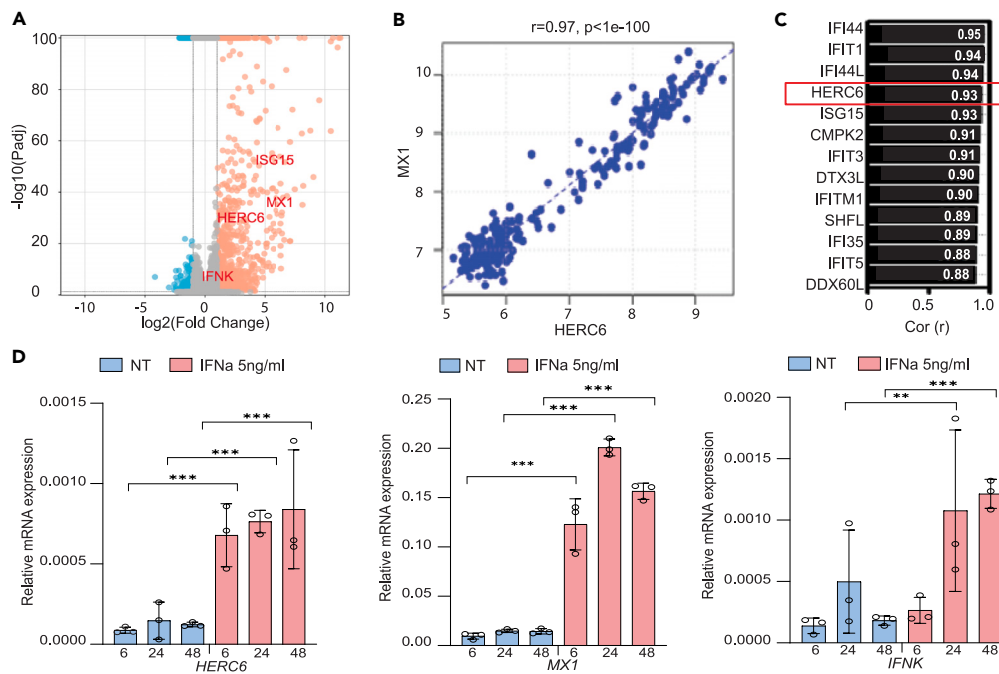 A
100
80
60
40
20
0
-log10(Padj)
ISG15
MX1
HERC6
IFNK
-10
-5
0
5
10
log2(Fold Change)
B
r=0.97, p<1e-100
10
9
8
7
MX1
5
6
7
8
9
HERC6
C
IFI44 0.95
IFIT1 0.94
IFI44L 0.94
HERC6 0.93
ISG15 0.93
CMPK2 0.91
IFIT3 0.91
DTX3L 0.90
IFITM1 0.90
SHFL 0.89
IFI35 0.89
IFIT5 0.88
DDX60L 0.88
0
0.5
1.0
Cor (r)
D
NT IFNa 5ng/ml
Relative mRNA expression
0.0015
0.0010
0.0005
0.0000
***
***
***
6 24 48 6 24 48
HERC6
NT IFNa 5ng/ml
Relative mRNA expression
0.25
0.20
0.15
0.10
0.05
0.00
***
***
***
6 24 48 6 24 48
MX1
NT IFNa 5ng/ml
Relative mRNA expression
0.0020
0.0015
0.0010
0.0005
0.0000
***
**
6 24 48 6 24 48
IFNK